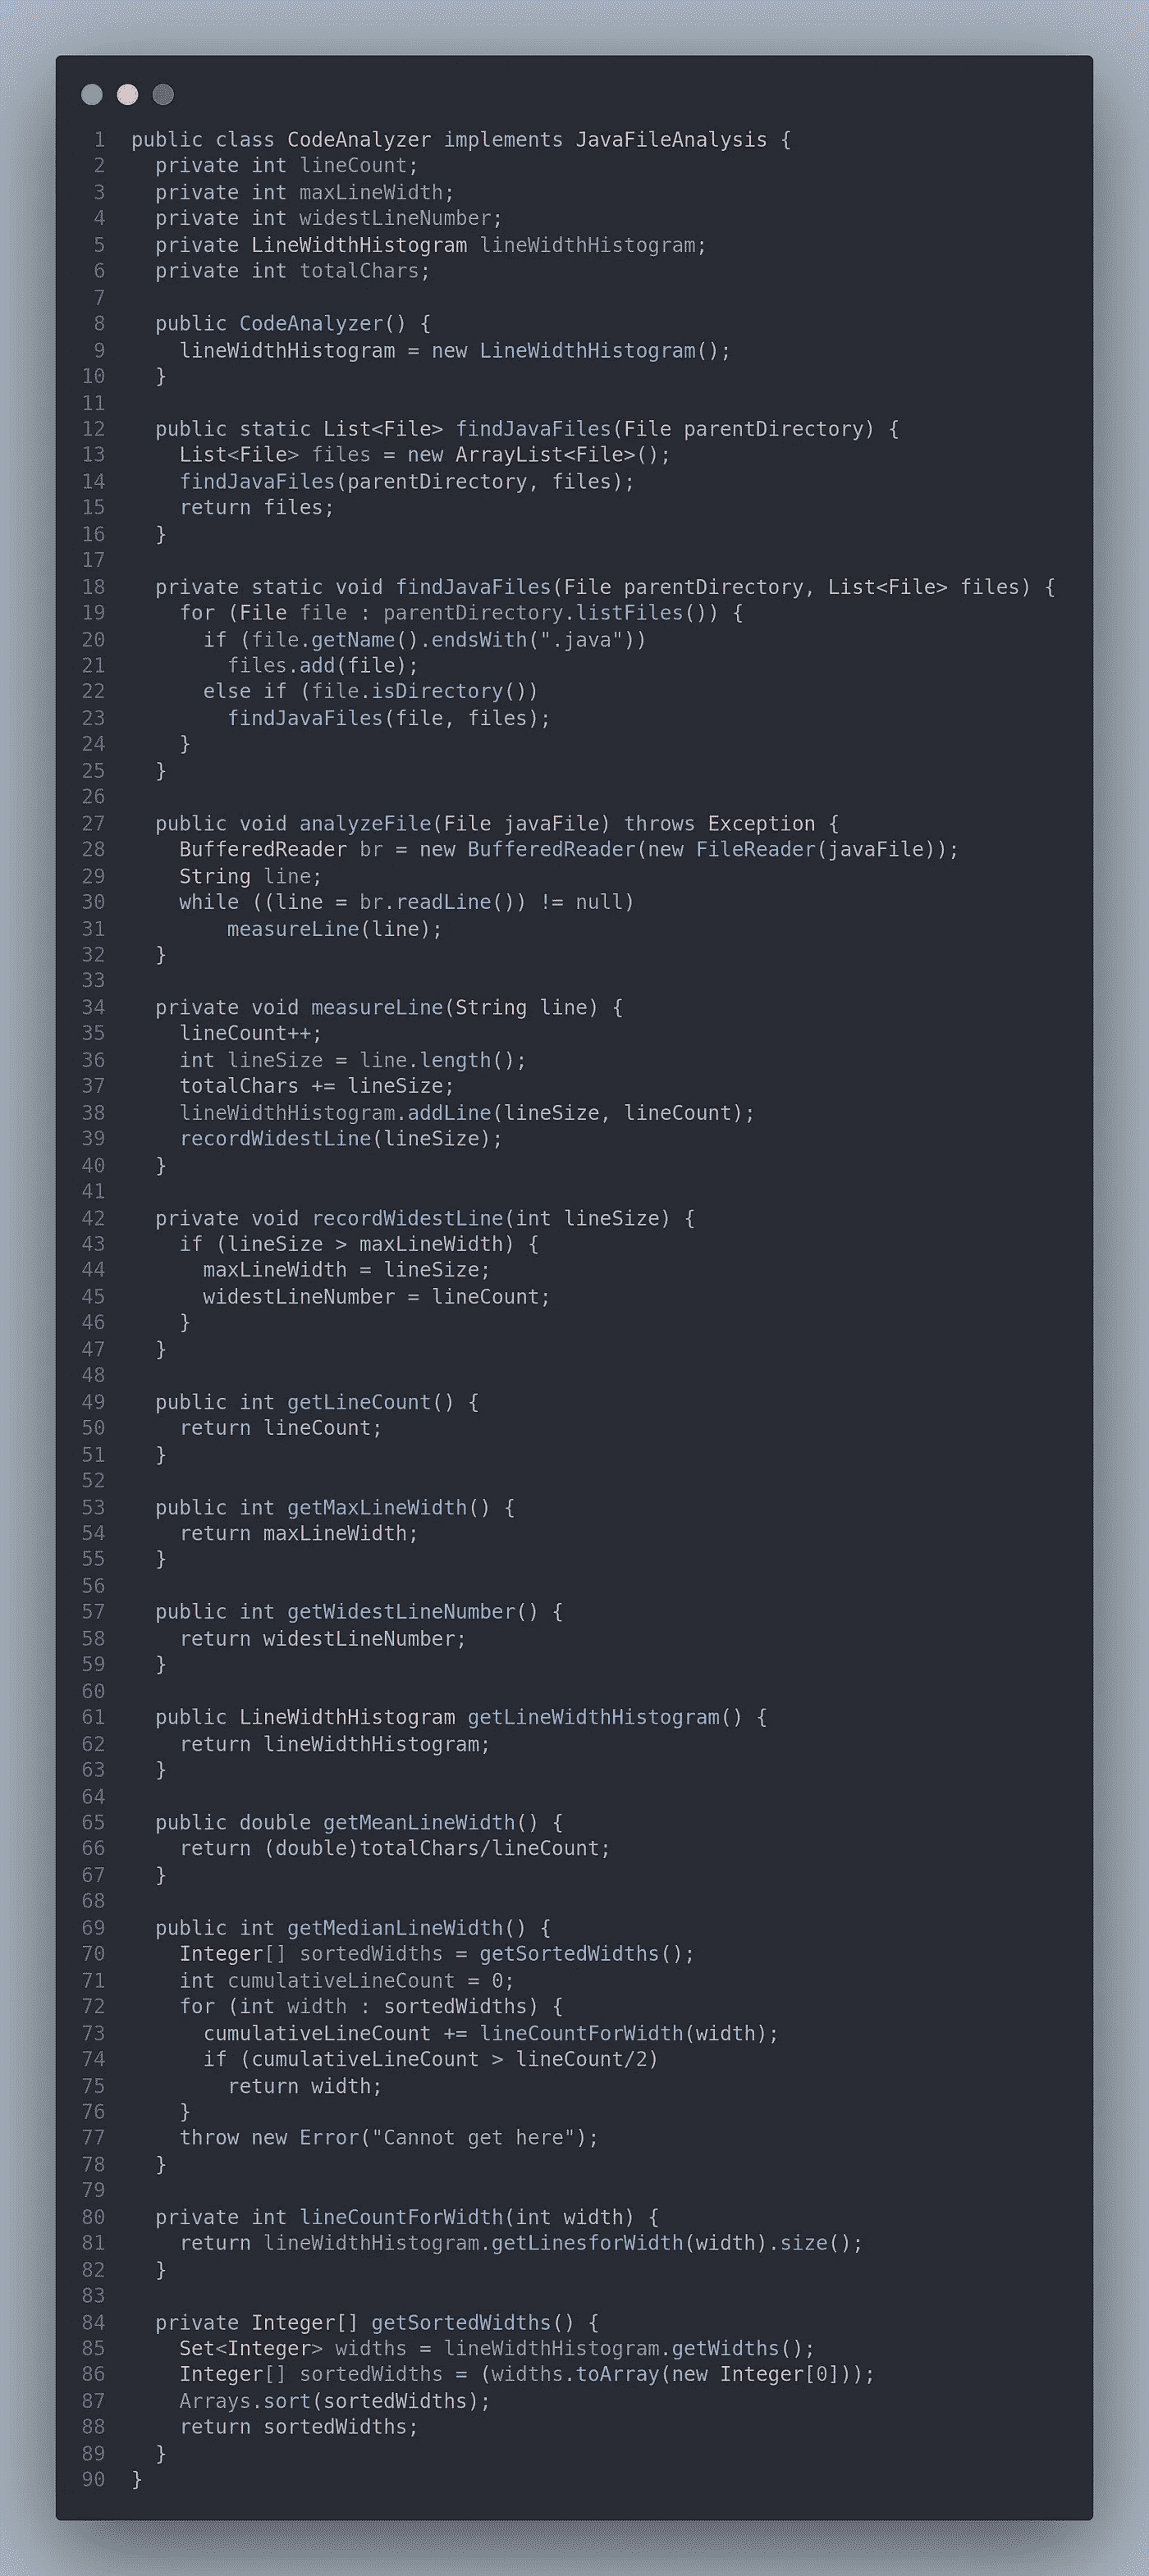 1 public class CodeAnalyzer implements JavaFileAnalysis {
2   private int lineCount;
3   private int maxLineWidth;
4   private int widestLineNumber;
5   private LineWidthHistogram lineWidthHistogram;
6   private int totalChars;
7
8   public CodeAnalyzer() {
9     lineWidthHistogram = new LineWidthHistogram();
10   }
11
12   public static List<File> findJavaFiles(File parentDirectory) {
13     List<File> files = new ArrayList<File>();
14     findJavaFiles(parentDirectory, files);
15     return files;
16   }
17
18   private static void findJavaFiles(File parentDirectory, List<File> files) {
19     for (File file : parentDirectory.listFiles()) {
20       if (file.getName().endsWith(".java"))
21         files.add(file);
22       else if (file.isDirectory())
23         findJavaFiles(file, files);
24     }
25   }
26
27   public void analyzeFile(File javaFile) throws Exception {
28     BufferedReader br = new BufferedReader(new FileReader(javaFile));
29     String line;
30     while ((line = br.readLine()) != null)
31         measureLine(line);
32   }
33
34   private void measureLine(String line) {
35     lineCount++;
36     int lineSize = line.length();
37     totalChars += lineSize;
38     lineWidthHistogram.addLine(lineSize, lineCount);
39     recordWidestLine(lineSize);
40   }
41
42   private void recordWidestLine(int lineSize) {
43     if (lineSize > maxLineWidth) {
44       maxLineWidth = lineSize;
45       widestLineNumber = lineCount;
46     }
47   }
48
49   public int getLineCount() {
50     return lineCount;
51   }
52
53   public int getMaxLineWidth() {
54     return maxLineWidth;
55   }
56
57   public int getWidestLineNumber() {
58     return widestLineNumber;
59   }
60
61   public LineWidthHistogram getLineWidthHistogram() {
62     return lineWidthHistogram;
63   }
64
65   public double getMeanLineWidth() {
66     return (double)totalChars/lineCount;
67   }
68
69   public int getMedianLineWidth() {
70     Integer[] sortedWidths = getSortedWidths();
71     int cumulativeLineCount = 0;
72     for (int width : sortedWidths) {
73       cumulativeLineCount += lineCountForWidth(width);
74       if (cumulativeLineCount > lineCount/2)
75         return width;
76     }
77     throw new Error("Cannot get here");
78   }
79
80   private int lineCountForWidth(int width) {
81     return lineWidthHistogram.getLinesforWidth(width).size();
82   }
83
84   private Integer[] getSortedWidths() {
85     Set<Integer> widths = lineWidthHistogram.getWidths();
86     Integer[] sortedWidths = (widths.toArray(new Integer[0]));
87     Arrays.sort(sortedWidths);
88     return sortedWidths;
89   }
90 }